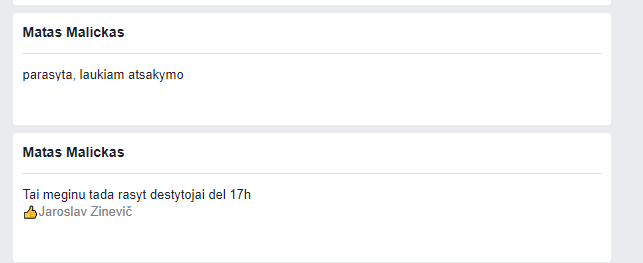 Matas Malickas
parasyta, laukiam atsakymo
Matas Malickas
Tai meginu tada rasyt destytojai del 17h
👍Jaroslav Zinevič